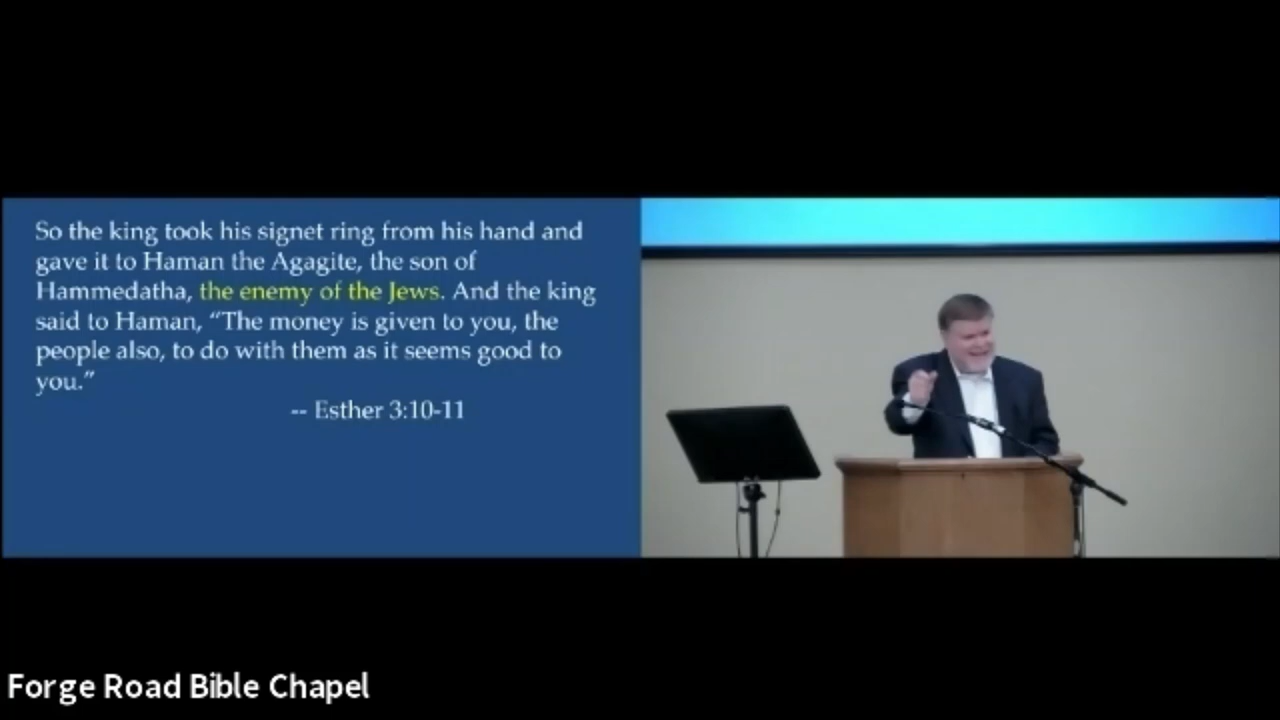 So the king took his signet ring from his hand and
gave it to Haman the Agagite, the son of
Hammedatha, the enemy of the Jews. And the king
said to Haman, “The money is given to you, the
people also, to do with them as it seems good to
you.”
-- Esther 3:10-11
Forge Road Bible Chapel